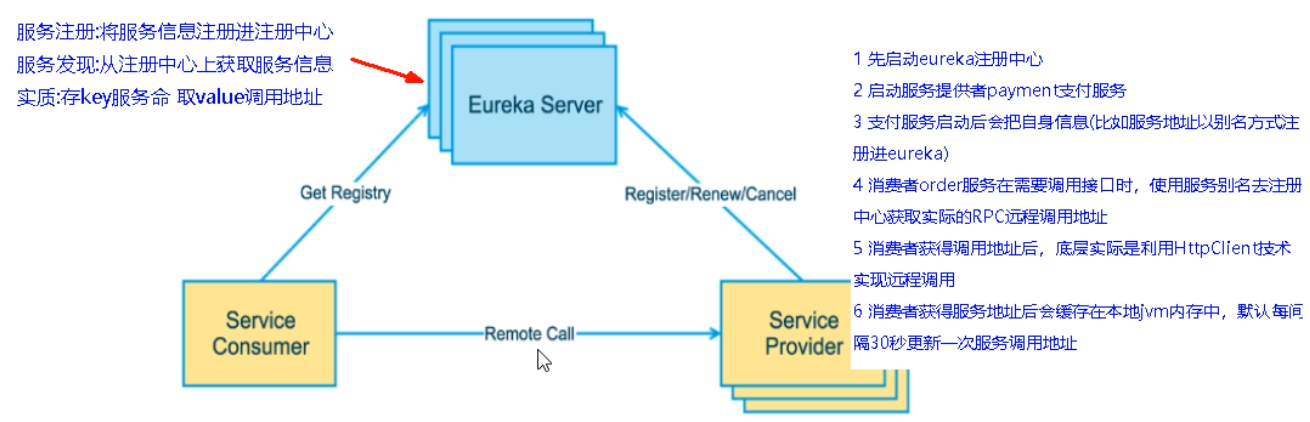 服务注册:将服务信息注册进注册中心
服务发现:从注册中心上获取服务信息
实质:存key服务命 取value调用地址
Eureka Server
Get Registry
Register/Renew/Cancel
Service
Consumer
Remote Call
Service
Provider
1 先启动eureka注册中心
2 启动服务提供者payment支付服务
3 支付服务启动后会把自身信息(比如服务地址以别名方式注
册进eureka)
4 消费者order服务在需要调用接口时，使用服务别名去注册
中心获取实际的RPC远程调用地址
5 消费者获得调用地址后，底层实际是利用HttpClient技术
实现远程调用
6 消费者获得服务地址后会缓存在本地jvm内存中，默认每间
隔30秒更新一次服务调用地址